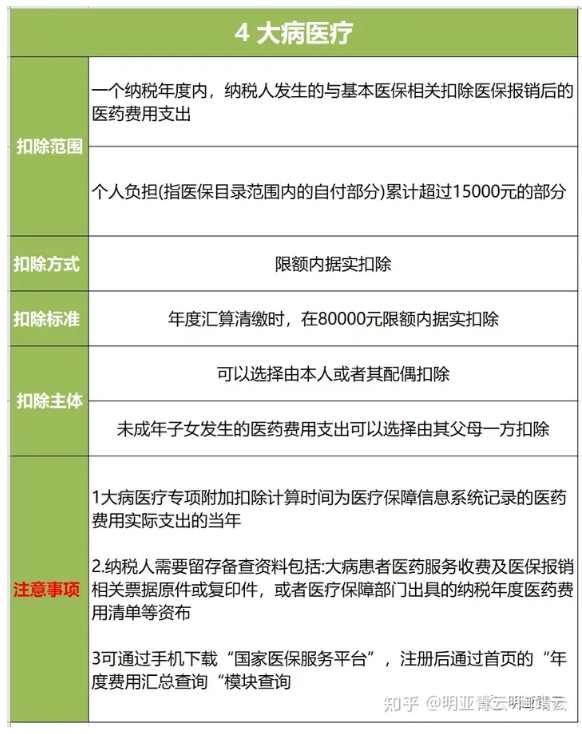 4 大病医疗
扣除范围
一个纳税年度内，纳税人发生的与基本医保相关扣除医保报销后的
医药费用支出
个人负担(指医保目录范围内的自付部分)累计超过15000元的部分
扣除方式
限额内据实扣除
扣除标准
年度汇算清缴时，在80000元限额内据实扣除
扣除主体
可以选择由本人或者其配偶扣除
未成年子女发生的医药费用支出可以选择由其父母一方扣除
注意事项
1大病医疗专项附加扣除计算时间为医疗保障信息系统记录的医药
费用实际支出的当年
2.纳税人需要留存备查资料包括:大病患者医药服务收费及医保报销
相关票据原件或复印件，或者医疗保障部门出具的纳税年度医药费
用清单等资布
3可通过手机下载“国家医保服务平台”，注册后通过首页的“年
度费用汇总查询“模块查询
知乎 @明亚青云